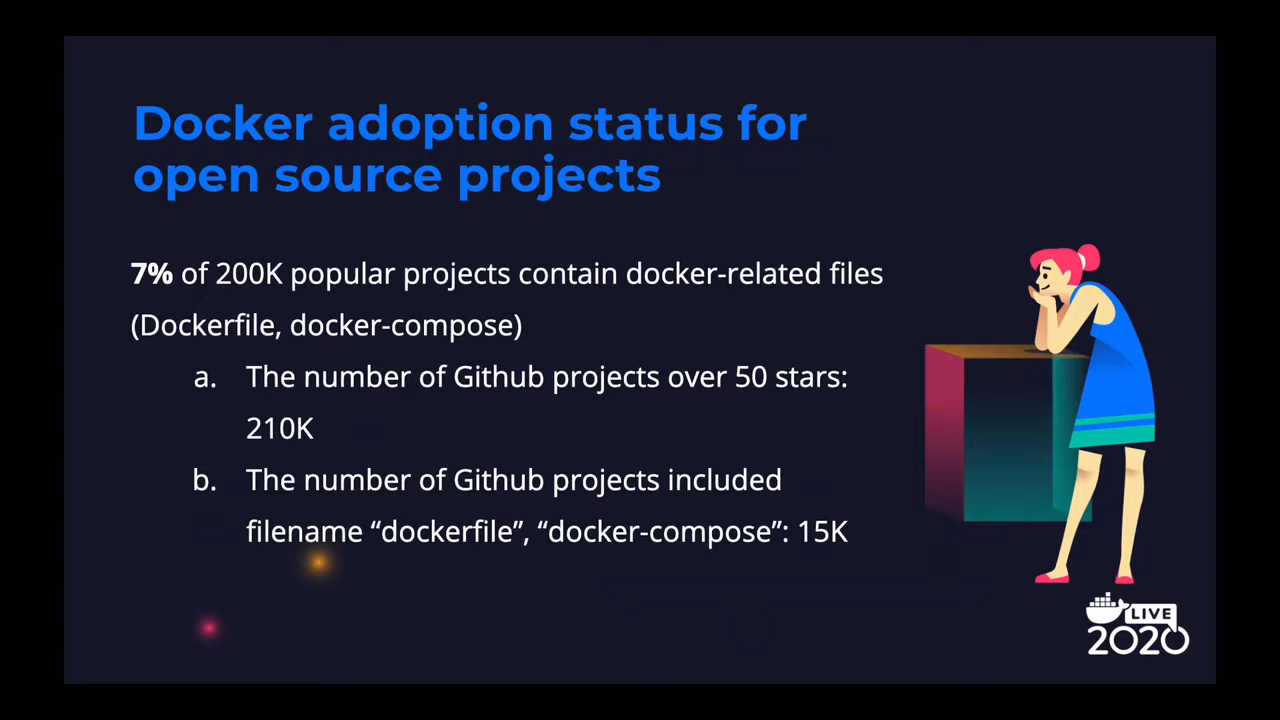 Docker adoption status for
open source projects
7% of 200K popular projects contain docker-related files
(Dockerfile, docker-compose)
a. The number of Github projects over 50 stars:
210K
b. The number of Github projects included
filename “dockerfile”, “docker-compose”: 15K
LIVE
2020